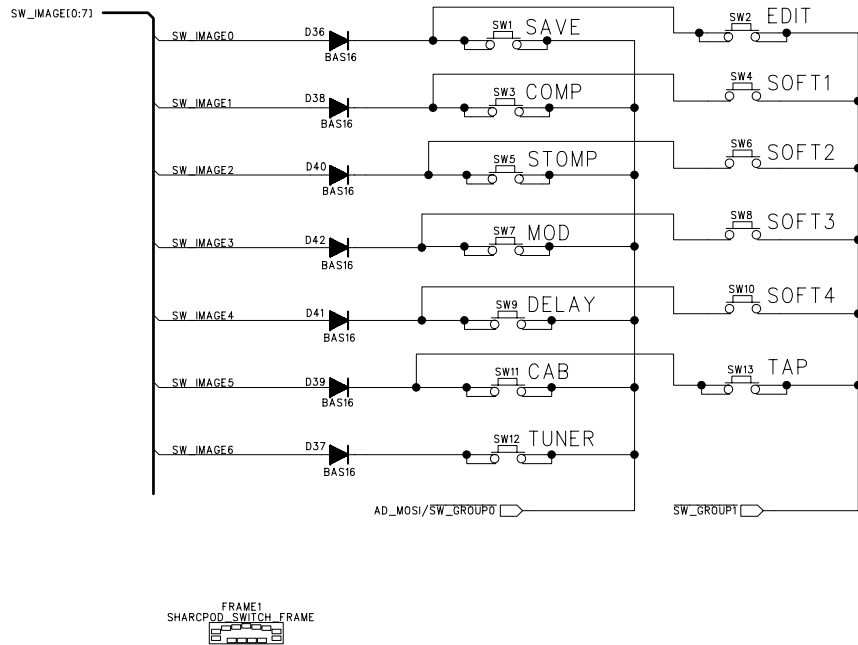 SW_IMAGE[0:7]
SW_IMAGE0 D36 BAS16 SW1 SAVE SW2 EDIT
SW_IMAGE1 D38 BAS16 SW3 COMP SW4 SOFT1
SW_IMAGE2 D40 BAS16 SW5 STOMP SW6 SOFT2
SW_IMAGE3 D42 BAS16 SW7 MOD SW8 SOFT3
SW_IMAGE4 D41 BAS16 SW9 DELAY SW10 SOFT4
SW_IMAGE5 D39 BAS16 SW11 CAB SW13 TAP
SW_IMAGE6 D37 BAS16 SW12 TUNER
AD_MOSI/SW_GROUP0 SW_GROUP1
FRAME1
SHARCPOD_SWITCH_FRAME